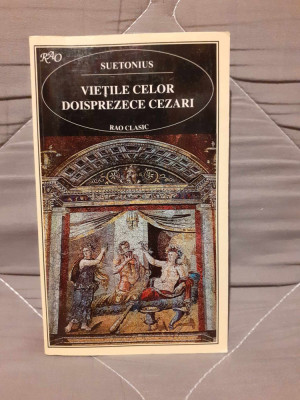 RAO
SUETONIUS
VIEȚILE CELOR
DOISPREZECE CEZARI
RAO CLASIC